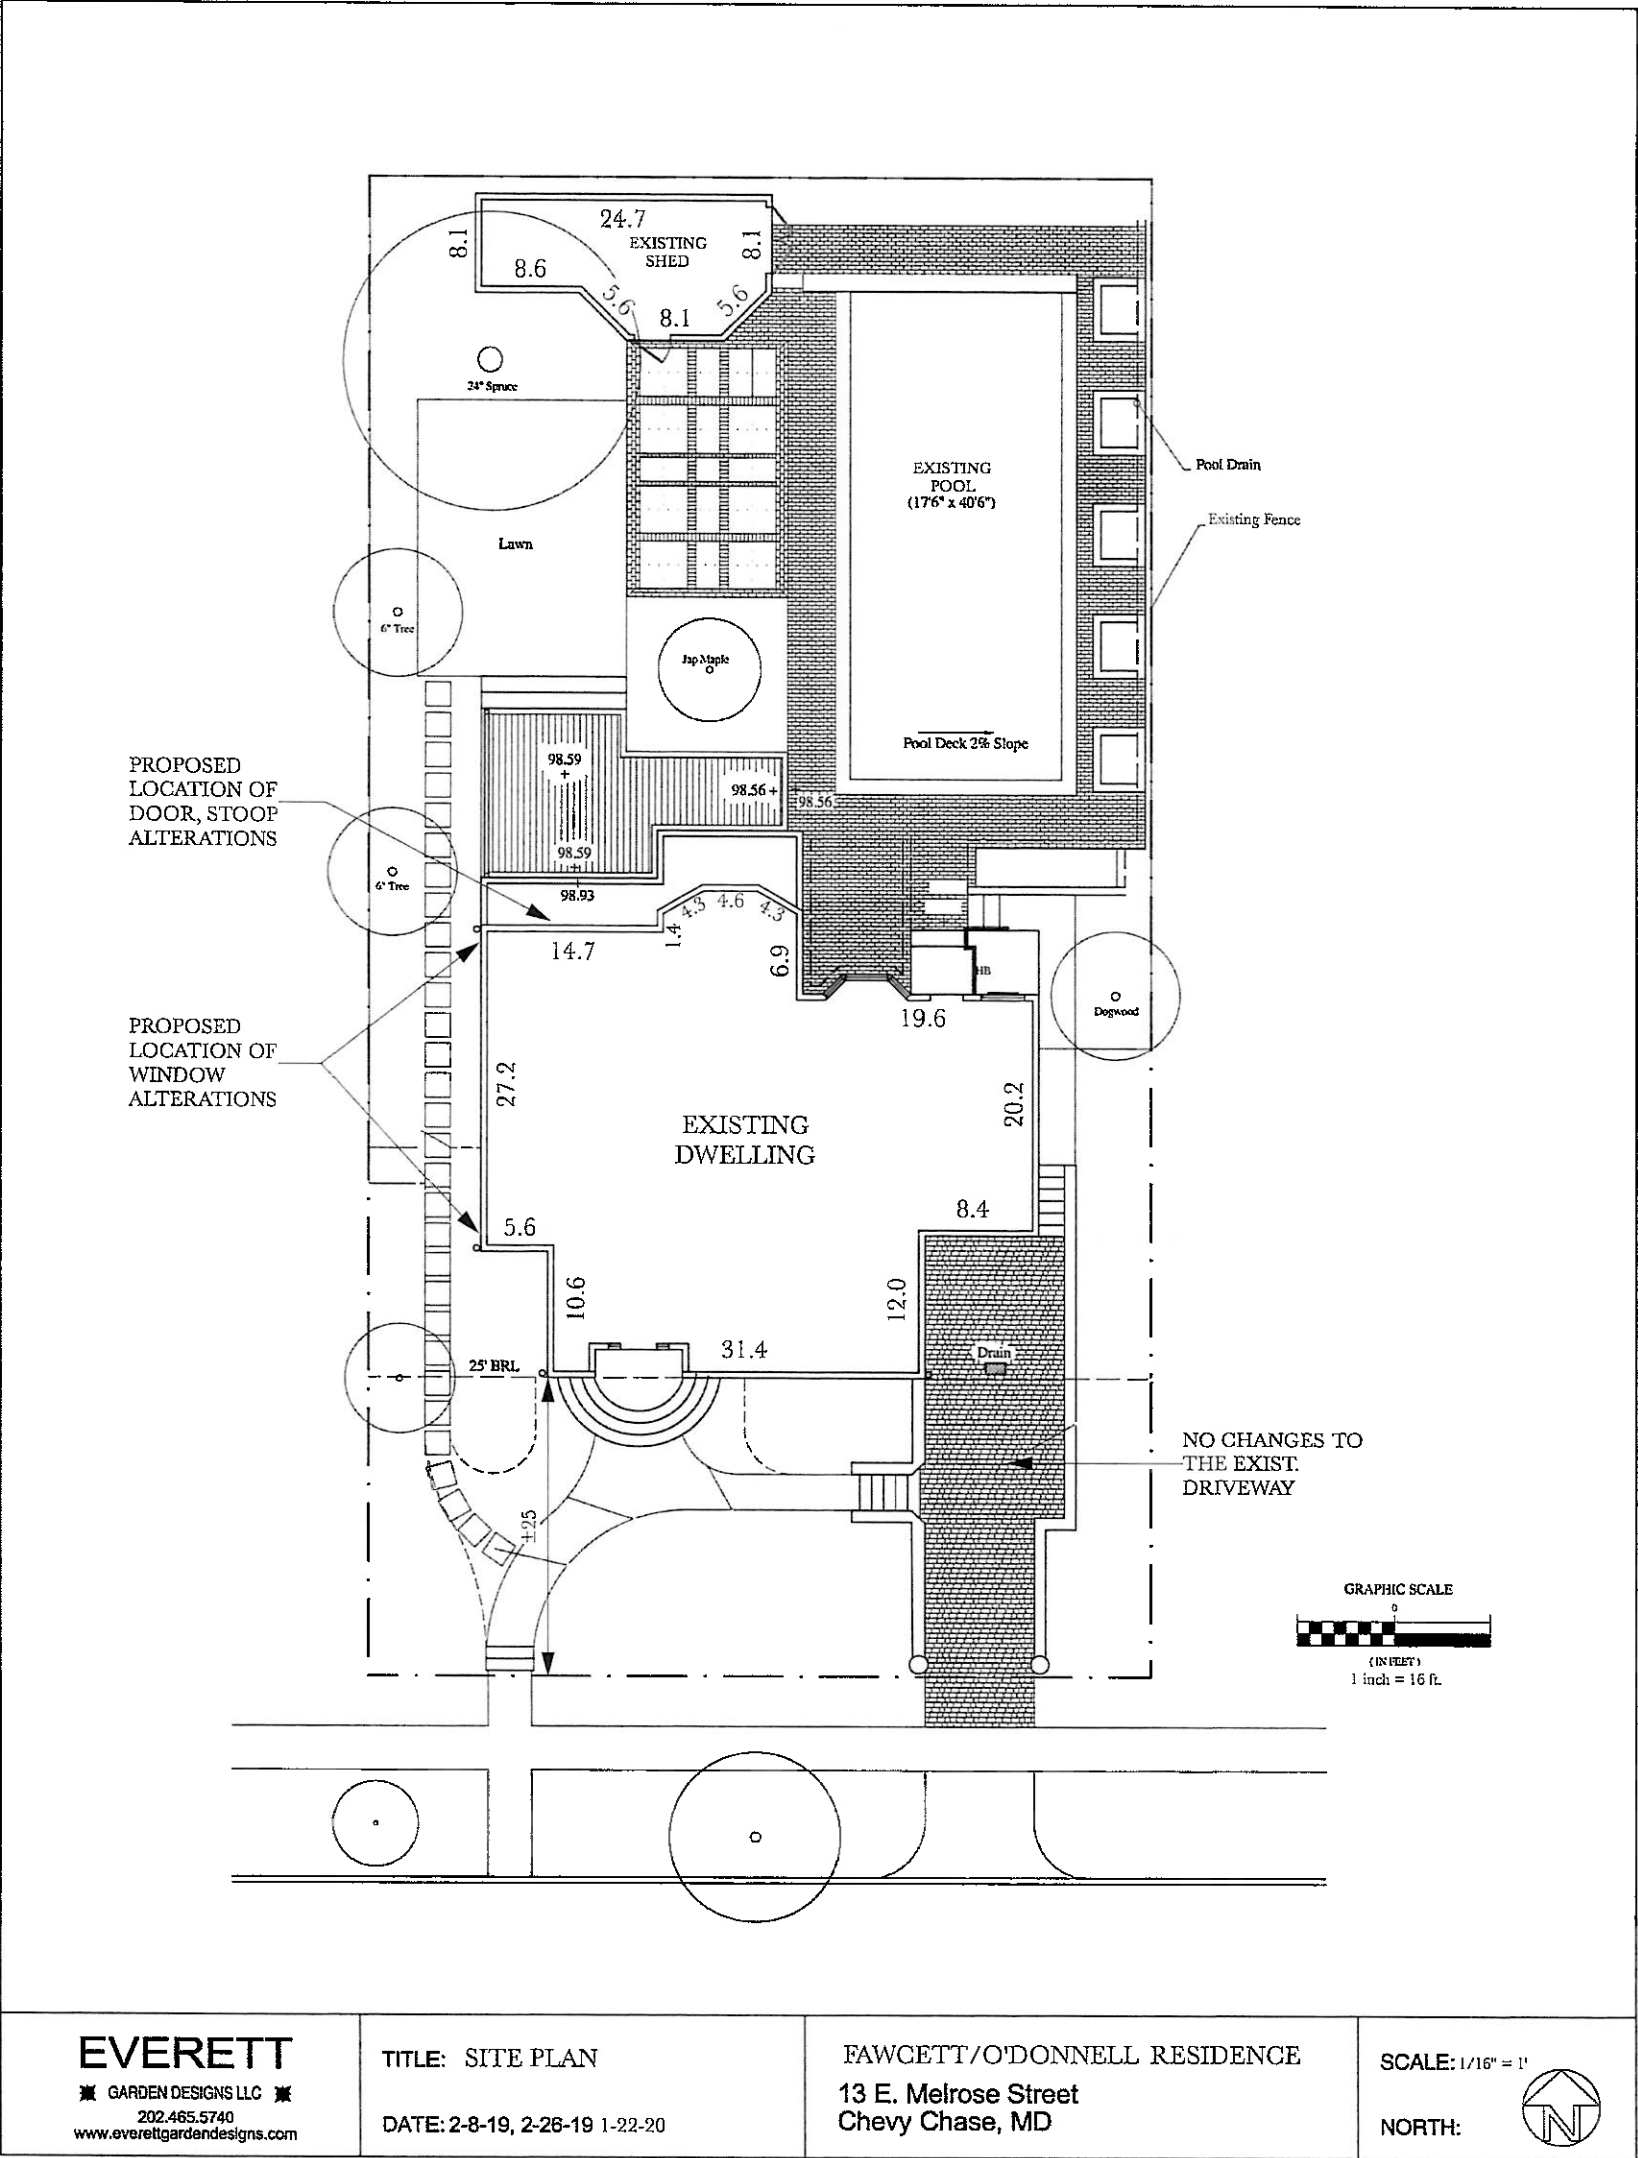 24.7
EXISTING
SHED
8.1
8.1
8.6
5.6
5.6
8.1
24" Spruce
EXISTING
POOL
(17'6" x 40'6")
Pool Drain
Existing Fence
Lawn
6" Tree
Jap Maple
Pool Deck 2% Slope
PROPOSED
LOCATION OF
DOOR, STOOP
ALTERATIONS
98.59
+
98.56 +
98.56
98.59
+
98.93
6" Tree
4.3
4.6
4.3
1.4
14.7
6.9
HB
Dogwood
19.6
PROPOSED
LOCATION OF
WINDOW
ALTERATIONS
27.2
20.2
EXISTING
DWELLING
5.6
8.4
10.6
12.0
31.4
Drain
25' BRL
NO CHANGES TO
THE EXIST.
DRIVEWAY
±25
GRAPHIC SCALE
0
( IN FEET )
1 inch = 16 ft.
EVERETT
GARDEN DESIGNS LLC
202.465.5740
www.everettgardendesigns.com
TITLE: SITE PLAN
DATE: 2-8-19, 2-26-19 1-22-20
FAWCETT/O'DONNELL RESIDENCE
13 E. Melrose Street
Chevy Chase, MD
SCALE: 1/16" = 1'
NORTH:
N